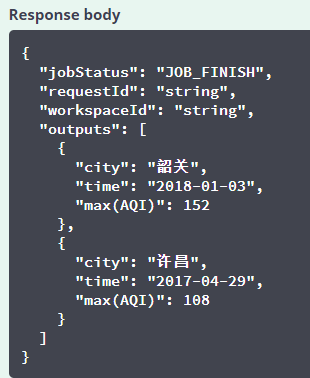 Response body
{
  "jobStatus": "JOB_FINISH",
  "requestId": "string",
  "workspaceId": "string",
  "outputs": [
    {
      "city": "韶关",
      "time": "2018-01-03",
      "max(AQI)": 152
    },
    {
      "city": "许昌",
      "time": "2017-04-29",
      "max(AQI)": 108
    }
  ]
}